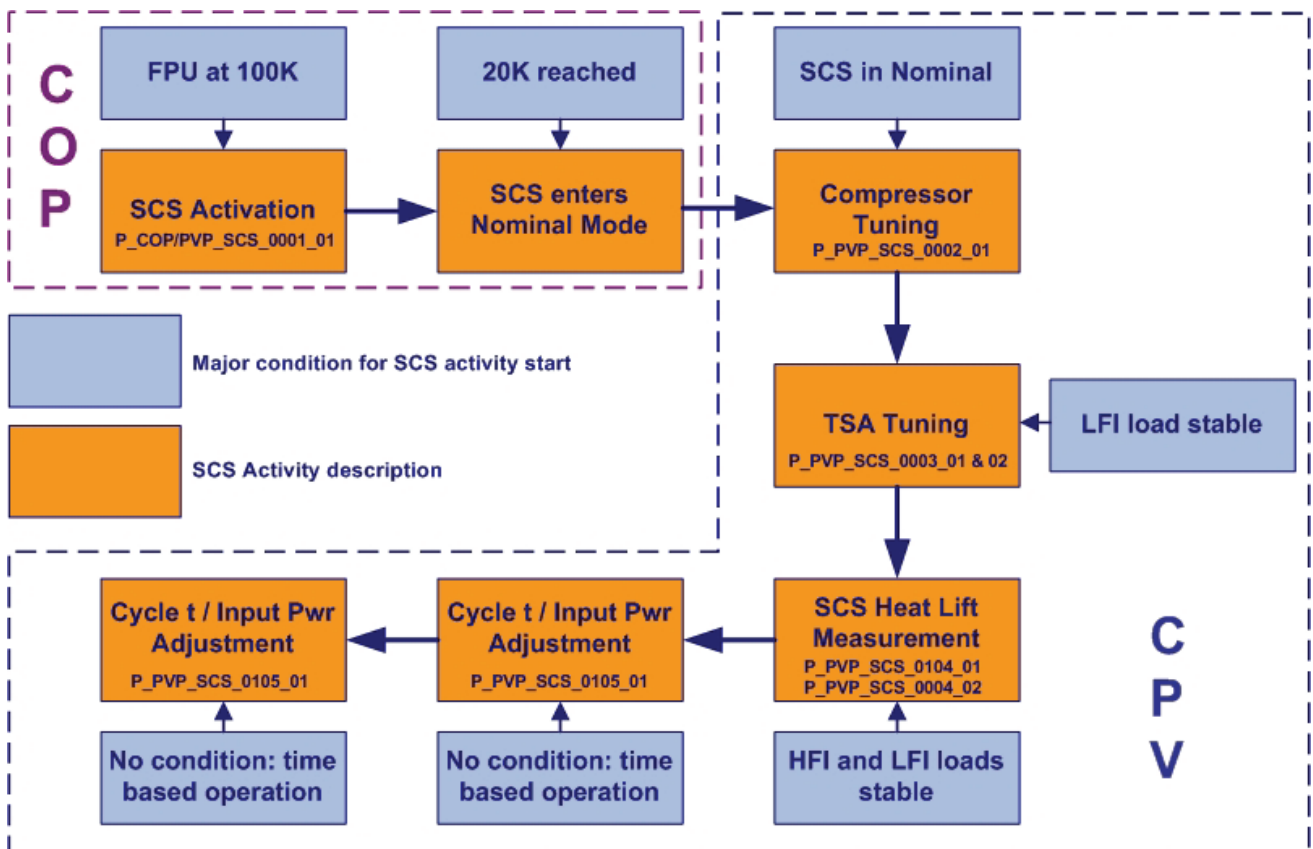 C
O
P
FPU at 100K
20K reached
SCS in Nominal
SCS Activation
P_COP/PVP_SCS_0001_01
SCS enters
Nominal Mode
Compressor
Tuning
P_PVP_SCS_0002_01
Major condition for SCS activity start
TSA Tuning
P_PVP_SCS_0003_01 & 02
LFI load stable
SCS Activity description
Cycle t / Input Pwr
Adjustment
P_PVP_SCS_0105_01
Cycle t / Input Pwr
Adjustment
P_PVP_SCS_0105_01
SCS Heat Lift
Measurement
P_PVP_SCS_0104_01
P_PVP_SCS_0004_02
C
P
V
No condition: time
based operation
No condition: time
based operation
HFI and LFI loads
stable